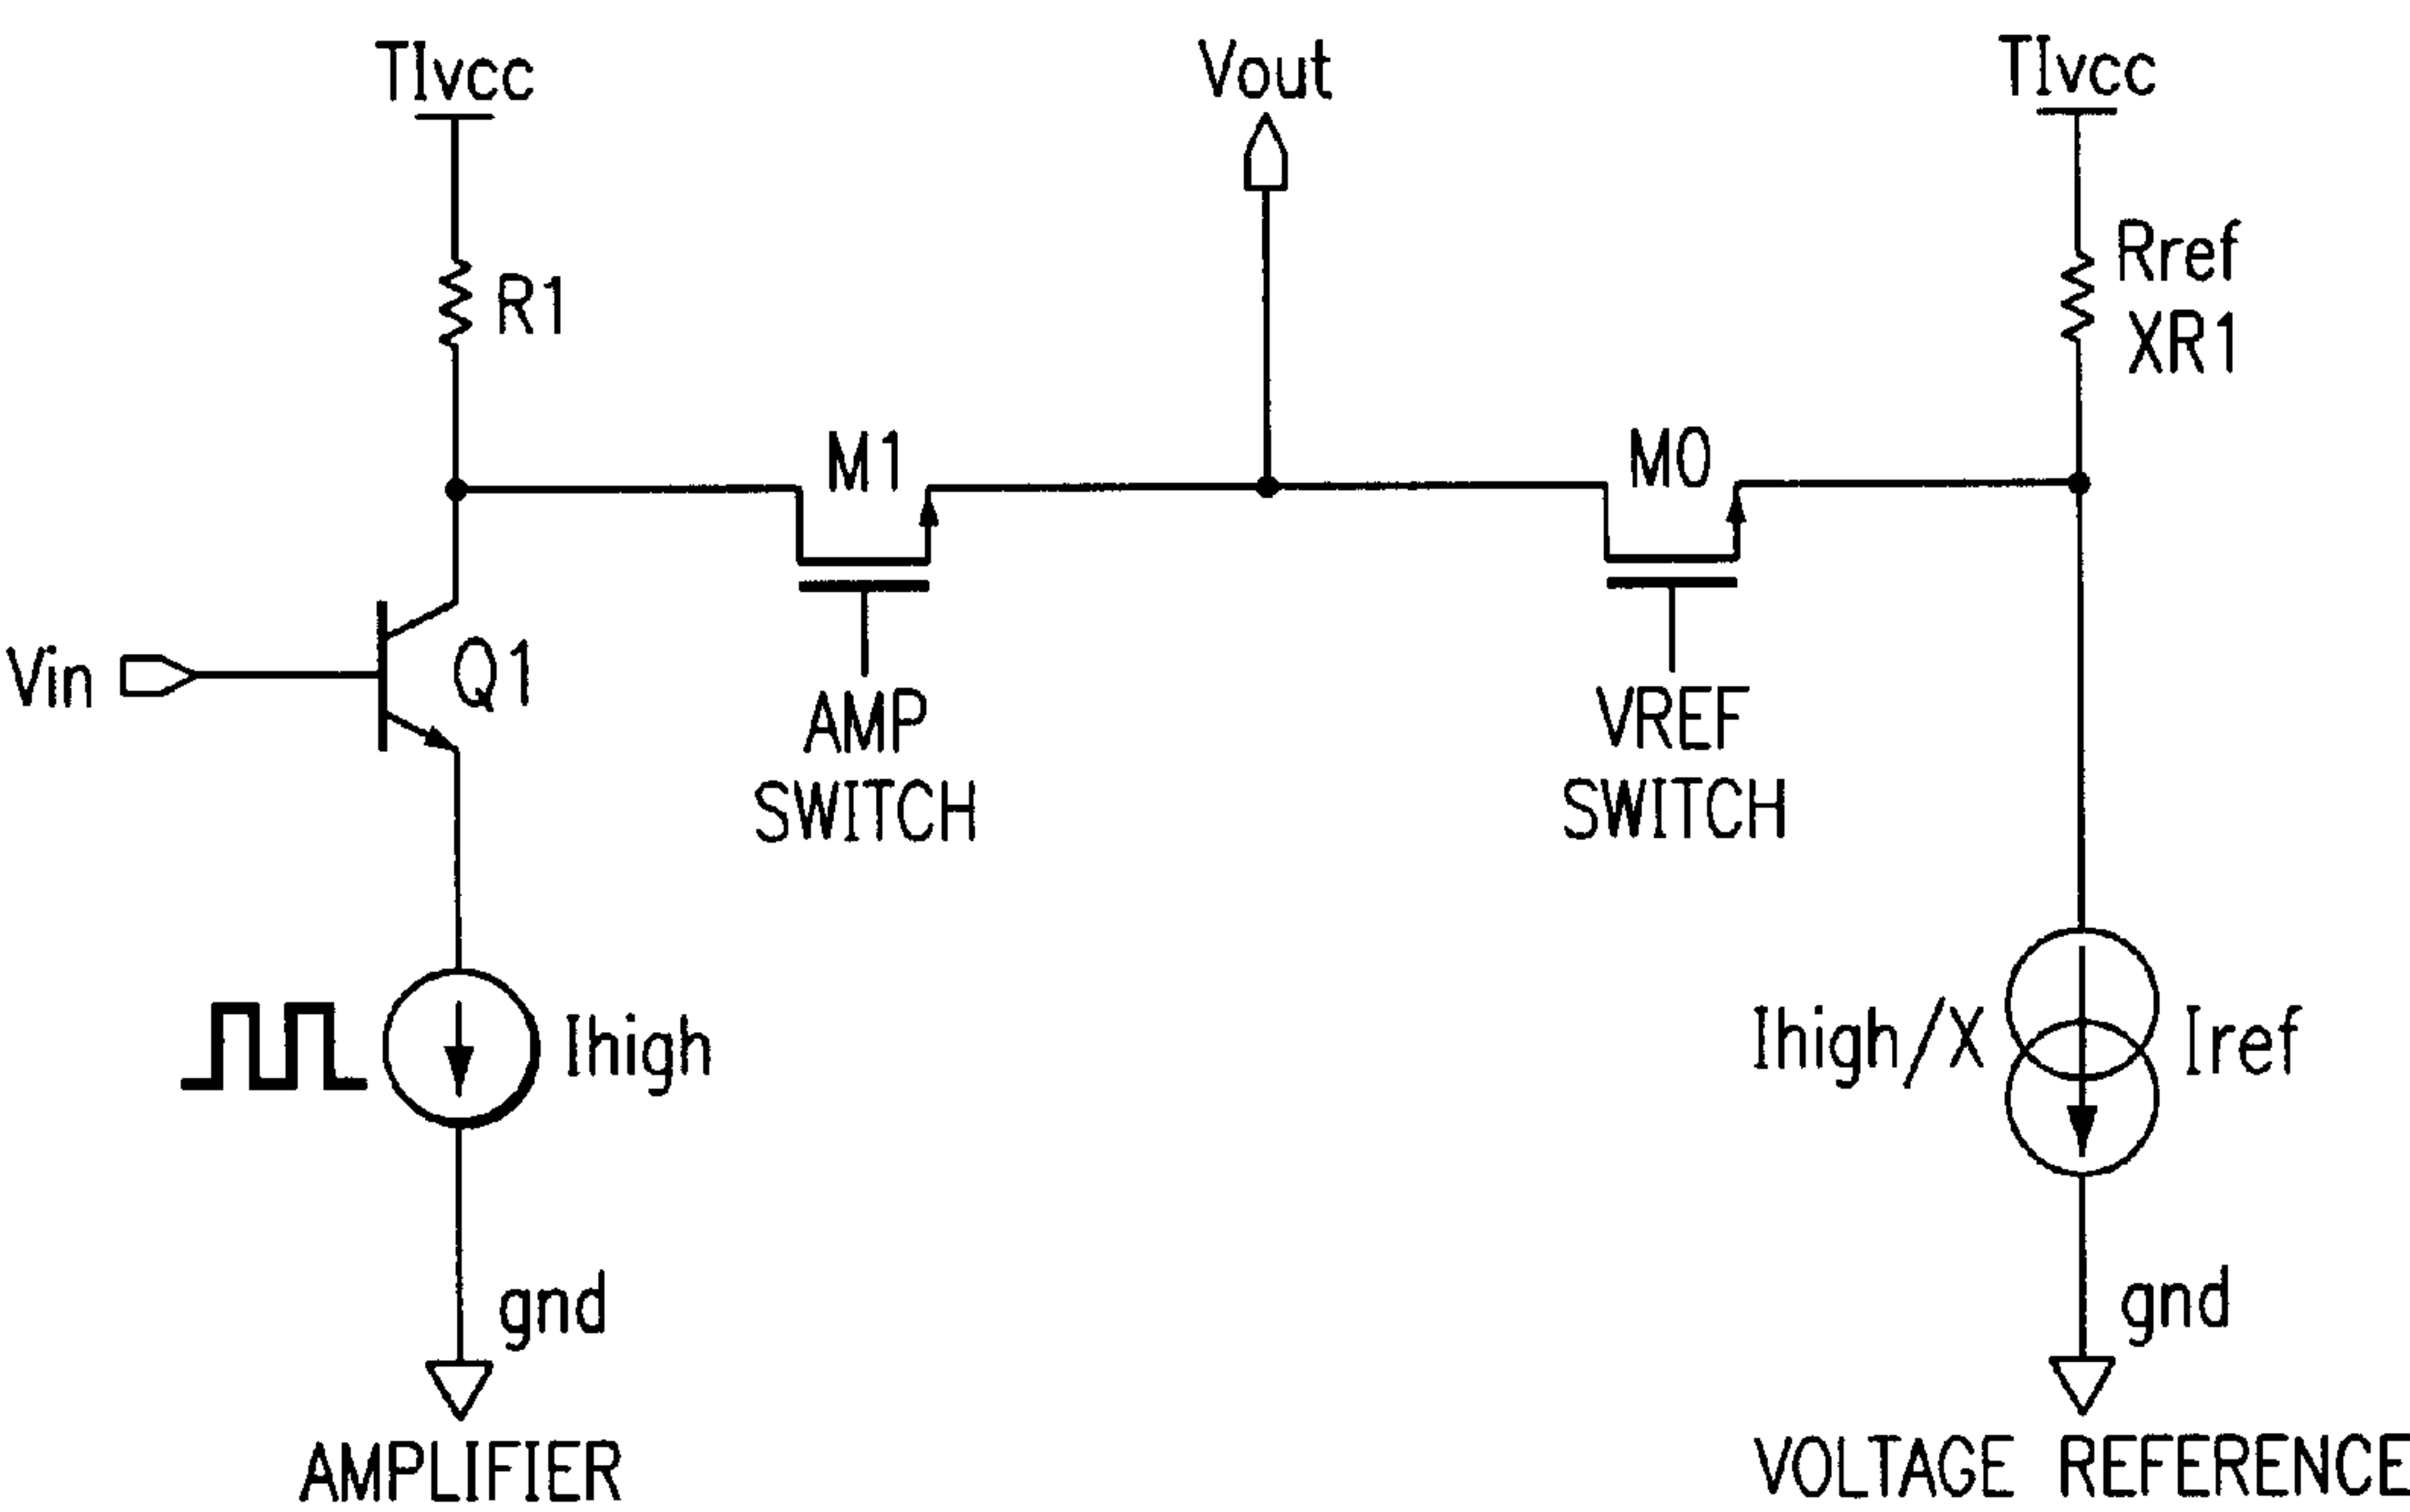 TIvcc
Vout
TIvcc
Rref
XR1
R1
M1
M0
Vin
Q1
AMP
SWITCH
VREF
SWITCH
Ihigh
Ihigh/X
Iref
gnd
gnd
AMPLIFIER
VOLTAGE REFERENCE